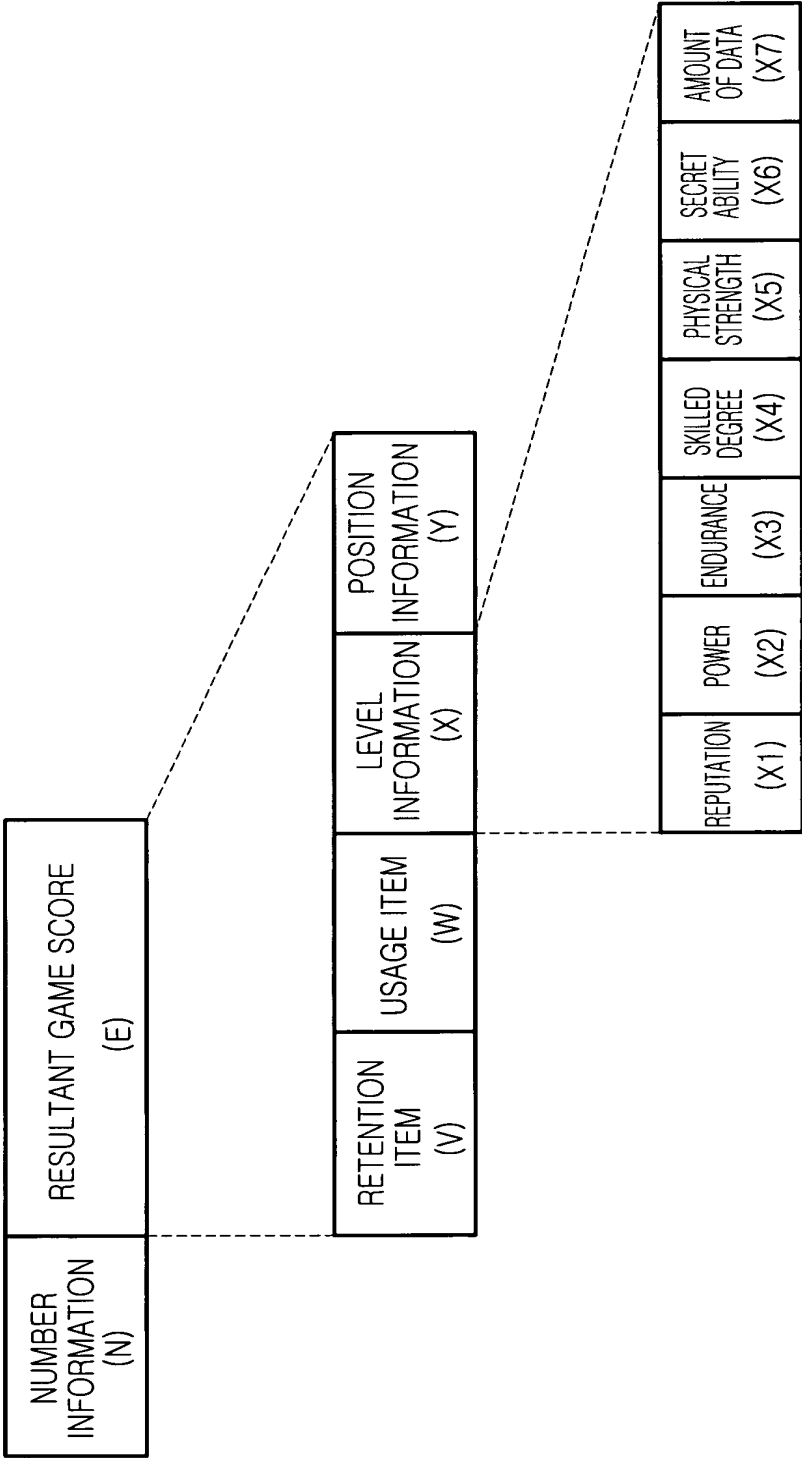 NUMBER
INFORMATION
(N)
RESULTANT GAME SCORE
(E)
RETENTION
ITEM
(V)
USAGE ITEM
(W)
LEVEL
INFORMATION
(X)
POSITION
INFORMATION
(Y)
REPUTATION
(X1)
POWER
(X2)
ENDURANCE
(X3)
SKILLED
DEGREE
(X4)
PHYSICAL
STRENGTH
(X5)
SECRET
ABILITY
(X6)
AMOUNT
OF DATA
(X7)